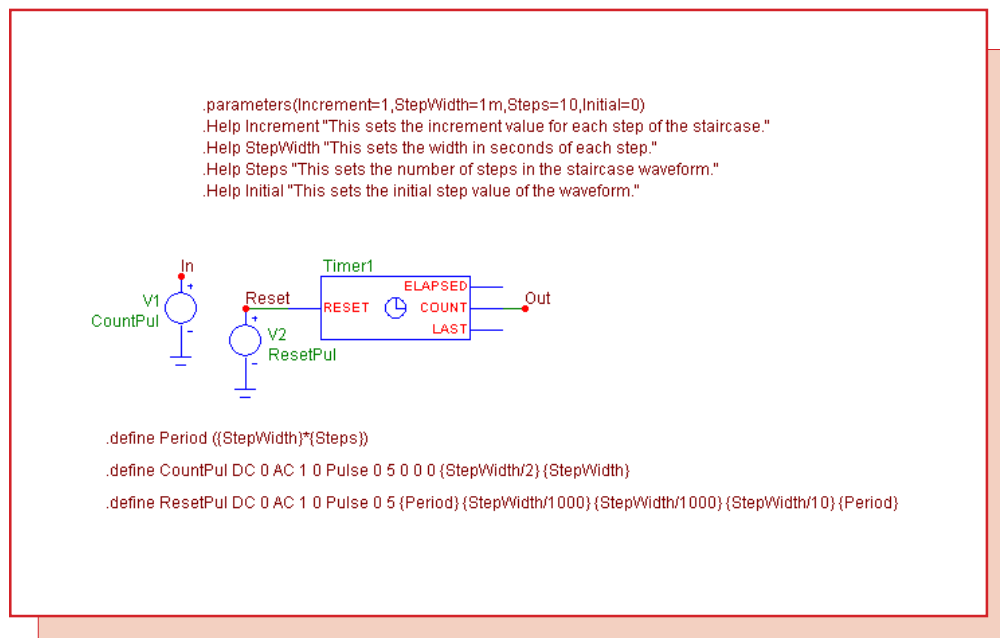 .parameters(Increment=1,StepWidth=1m,Steps=10,Initial=0)
.Help Increment "This sets the increment value for each step of the staircase."
.Help StepWidth "This sets the width in seconds of each step."
.Help Steps "This sets the number of steps in the staircase waveform."
.Help Initial "This sets the initial step value of the waveform."
In
Timer1
V1
CountPul
Reset
V2
ResetPul
RESET
ELAPSED
COUNT
LAST
Out
.define Period ({StepWidth}*{Steps})
.define CountPul DC 0 AC 1 0 Pulse 0 5 0 0 0 {StepWidth/2} {StepWidth}
.define ResetPul DC 0 AC 1 0 Pulse 0 5 {Period} {StepWidth/1000} {StepWidth/1000} {StepWidth/10} {Period}